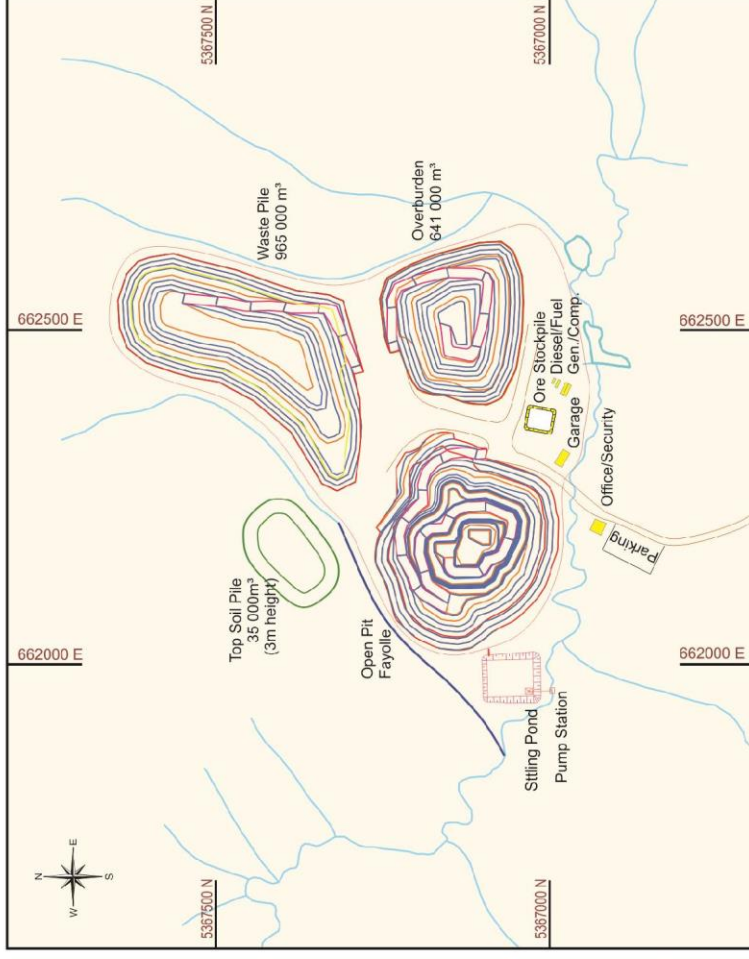 5367500 N
5367000 N
Waste Pile
965 000 m³
Overburden
641 000 m³
662500 E
662500 E
Ore Stockpile
Diesel/Fuel
Gen./Comp.
Garage
Office/Security
Parking
Top Soil Pile
35 000m³
(3m height)
Open Pit
Fayolle
662000 E
662000 E
Sttling Pond
Pump Station
N
W
E
S
5367500 N
5367000 N